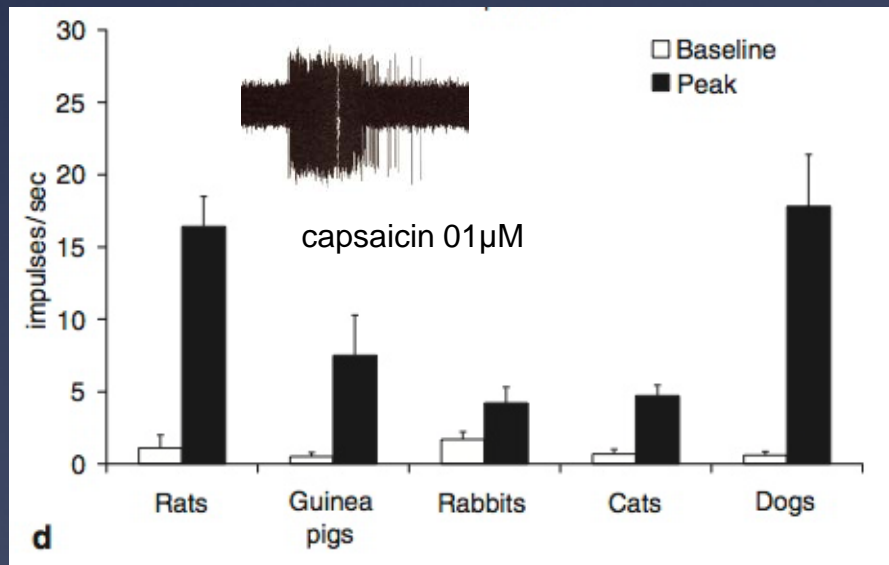 30
25
20
15
10
5
0
impulses/sec
Baseline
Peak
capsaicin 01µM
Rats
Guinea
pigs
Rabbits
Cats
Dogs
d